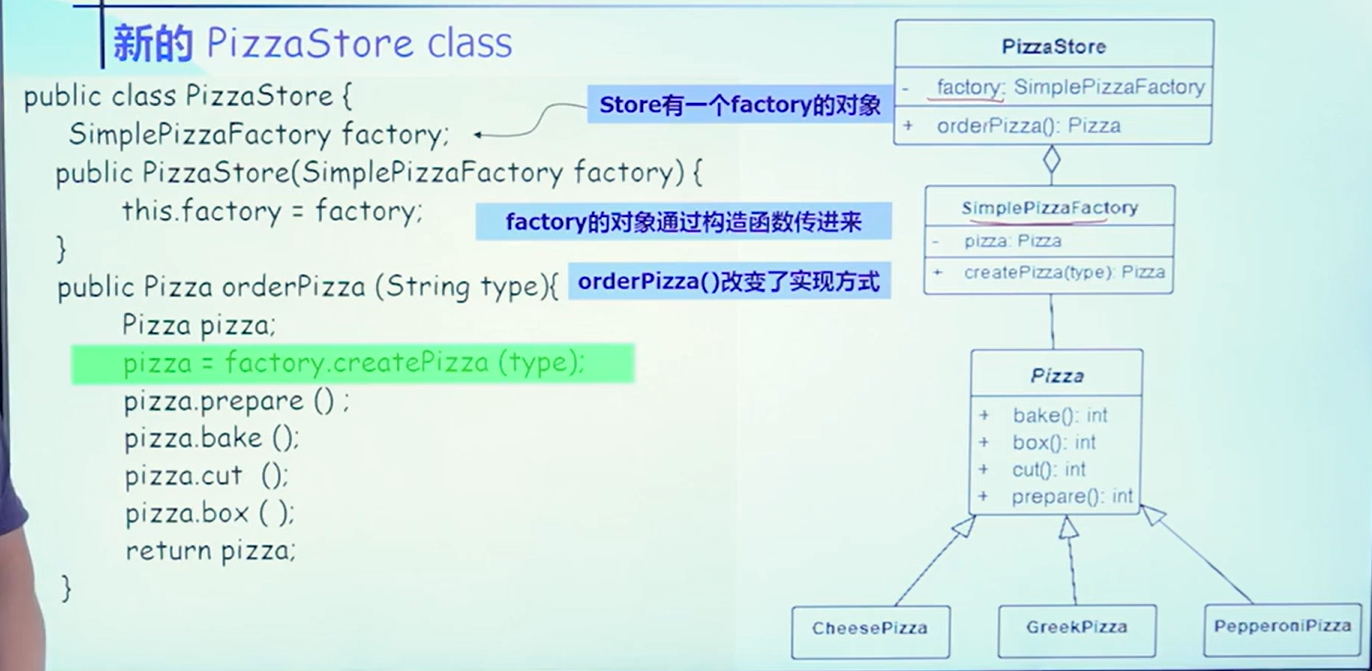 新的 PizzaStore class
public class PizzaStore {
SimplePizzaFactory factory;
Store有一个factory的对象
public PizzaStore(SimplePizzaFactory factory) {
this.factory = factory;
factory的对象通过构造函数传进来
}
public Pizza orderPizza (String type){
orderPizza()改变了实现方式
Pizza pizza;
pizza = factory.createPizza (type);
pizza.prepare () ;
pizza.bake ();
pizza.cut ();
pizza.box ( );
return pizza;
}
PizzaStore
- factory: SimplePizzaFactory
+ orderPizza(): Pizza
SimplePizzaFactory
- pizza: Pizza
+ createPizza(type): Pizza
Pizza
+ bake(): int
+ box(): int
+ cut(): int
+ prepare(): int
CheesePizza
GreekPizza
PepperoniPizza